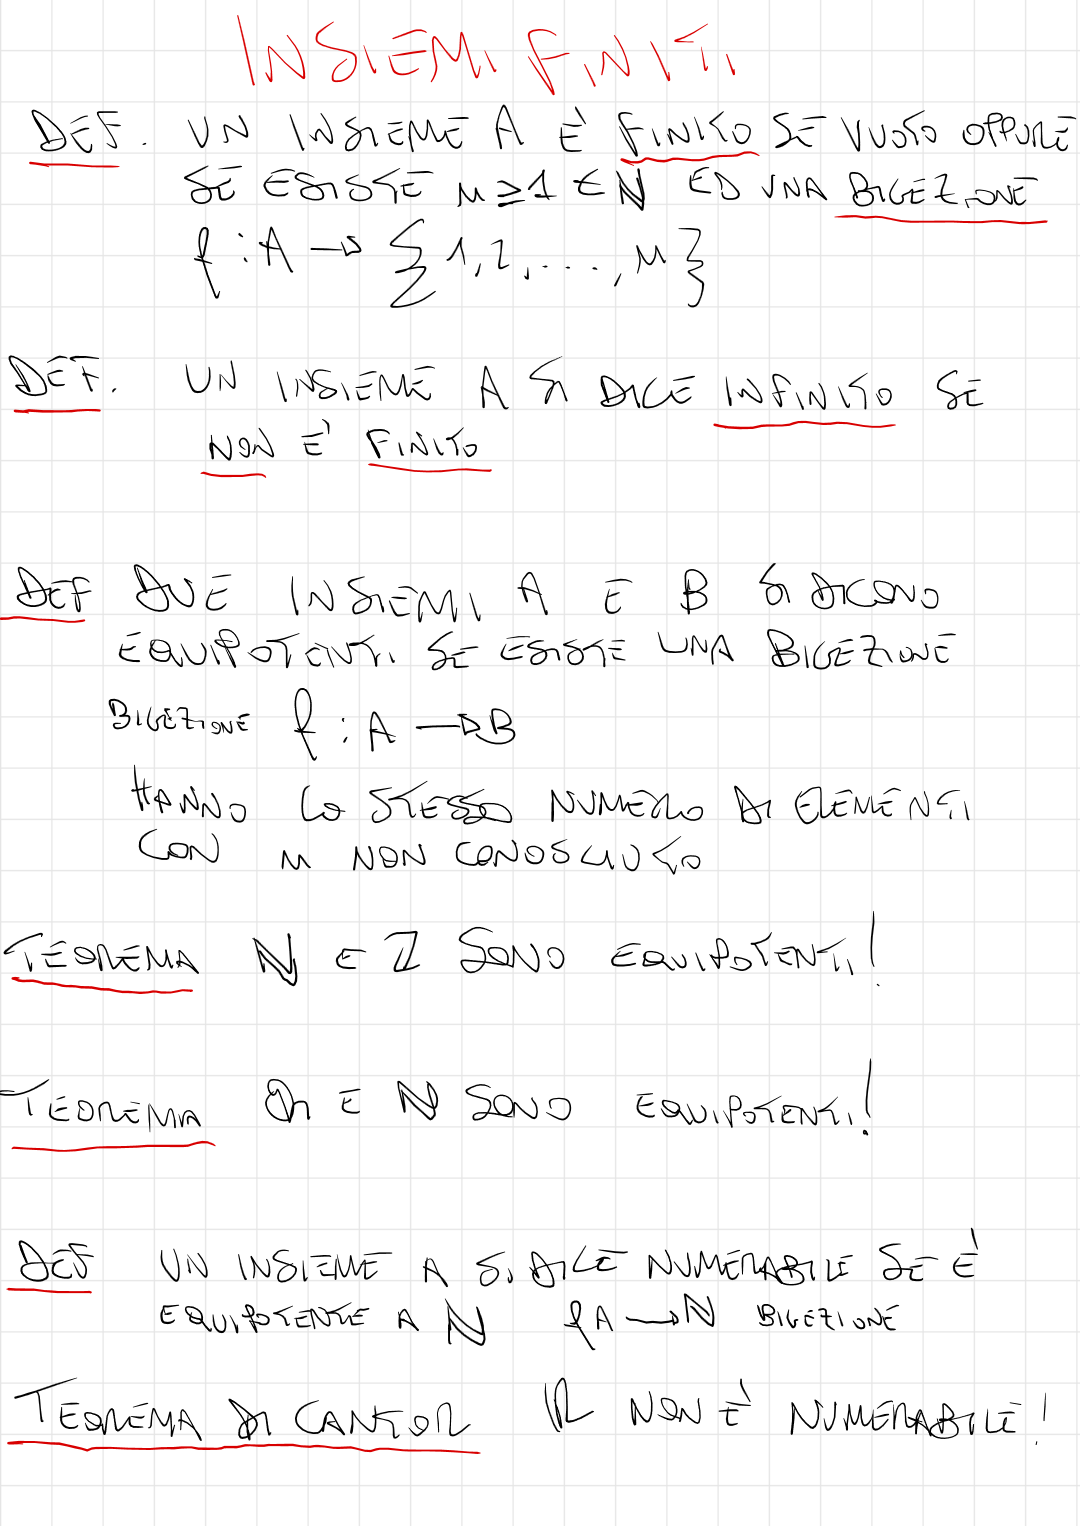 INSIEMI FINITI
DEF. UN INSIEME A È FINITO SE VUOTO OPPURE
SE ESISTE n ≥ 1 ∈ ℕ ED UNA BIGEZIONE
f : A → {1, 2, ..., n}
DEF. UN INSIEME A SI DICE INFINITO SE
NON È FINITO
DEF DUE INSIEMI A E B SI DICONO
EQUIPOTENTI SE ESISTE UNA BIGEZIONE
BIGEZIONE f : A → B
HANNO LO STESSO NUMERO DI ELEMENTI
CON n NON CONOSCIUTO
TEOREMA ℕ E ℤ SONO EQUIPOTENTI!
TEOREMA ℚ E ℕ SONO EQUIPOTENTI!
DEF UN INSIEME A SI DICE NUMERABILE SE È
EQUIPOTENTE A ℕ f A → ℕ BIGEZIONE
TEOREMA DI CANTOR ℝ NON È NUMERABILE!